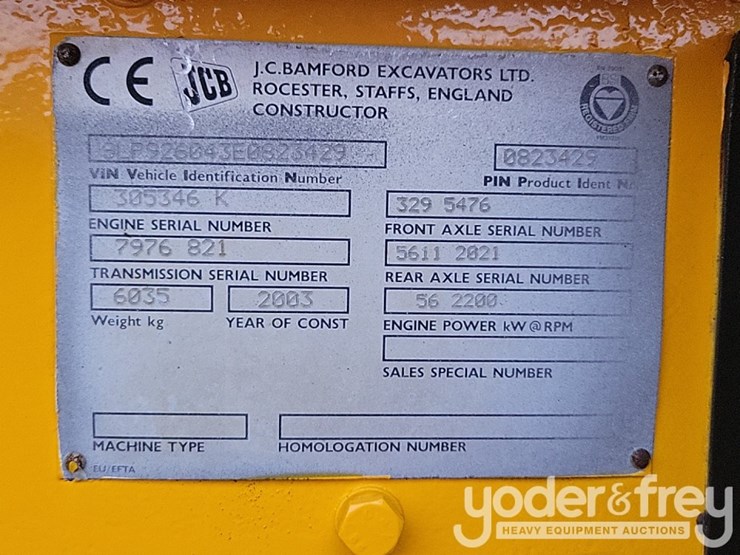 CE JCB J.C.BAMFORD EXCAVATORS LTD.
ROCESTER, STAFFS, ENGLAND
CONSTRUCTOR
BSI
REGISTERED FIRM
0823429
VIN Vehicle Identification Number
PIN Product Ident
305346 K
329 5476
ENGINE SERIAL NUMBER
FRONT AXLE SERIAL NUMBER
7976 821
5611 2021
TRANSMISSION SERIAL NUMBER
REAR AXLE SERIAL NUMBER
6035
2003
56 2200
Weight kg
YEAR OF CONST
ENGINE POWER kW@RPM
SALES SPECIAL NUMBER
MACHINE TYPE
HOMOLOGATION NUMBER
EU/EFTA
yoder&frey
HEAVY EQUIPMENT AUCTIONS